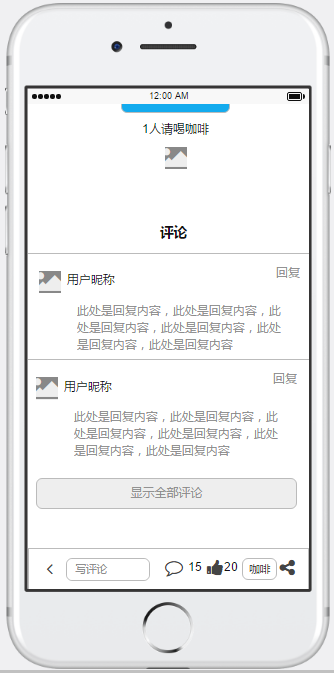 12:00 AM
1人请喝咖啡
评论
回复
用户昵称
此处是回复内容，此处是回复内容，此
处是回复内容，此处是回复内容，此处
是回复内容，此处是回复内容
回复
用户昵称
此处是回复内容，此处是回复内容，此
处是回复内容，此处是回复内容，此处
是回复内容，此处是回复内容
显示全部评论
写评论 15 20 咖啡